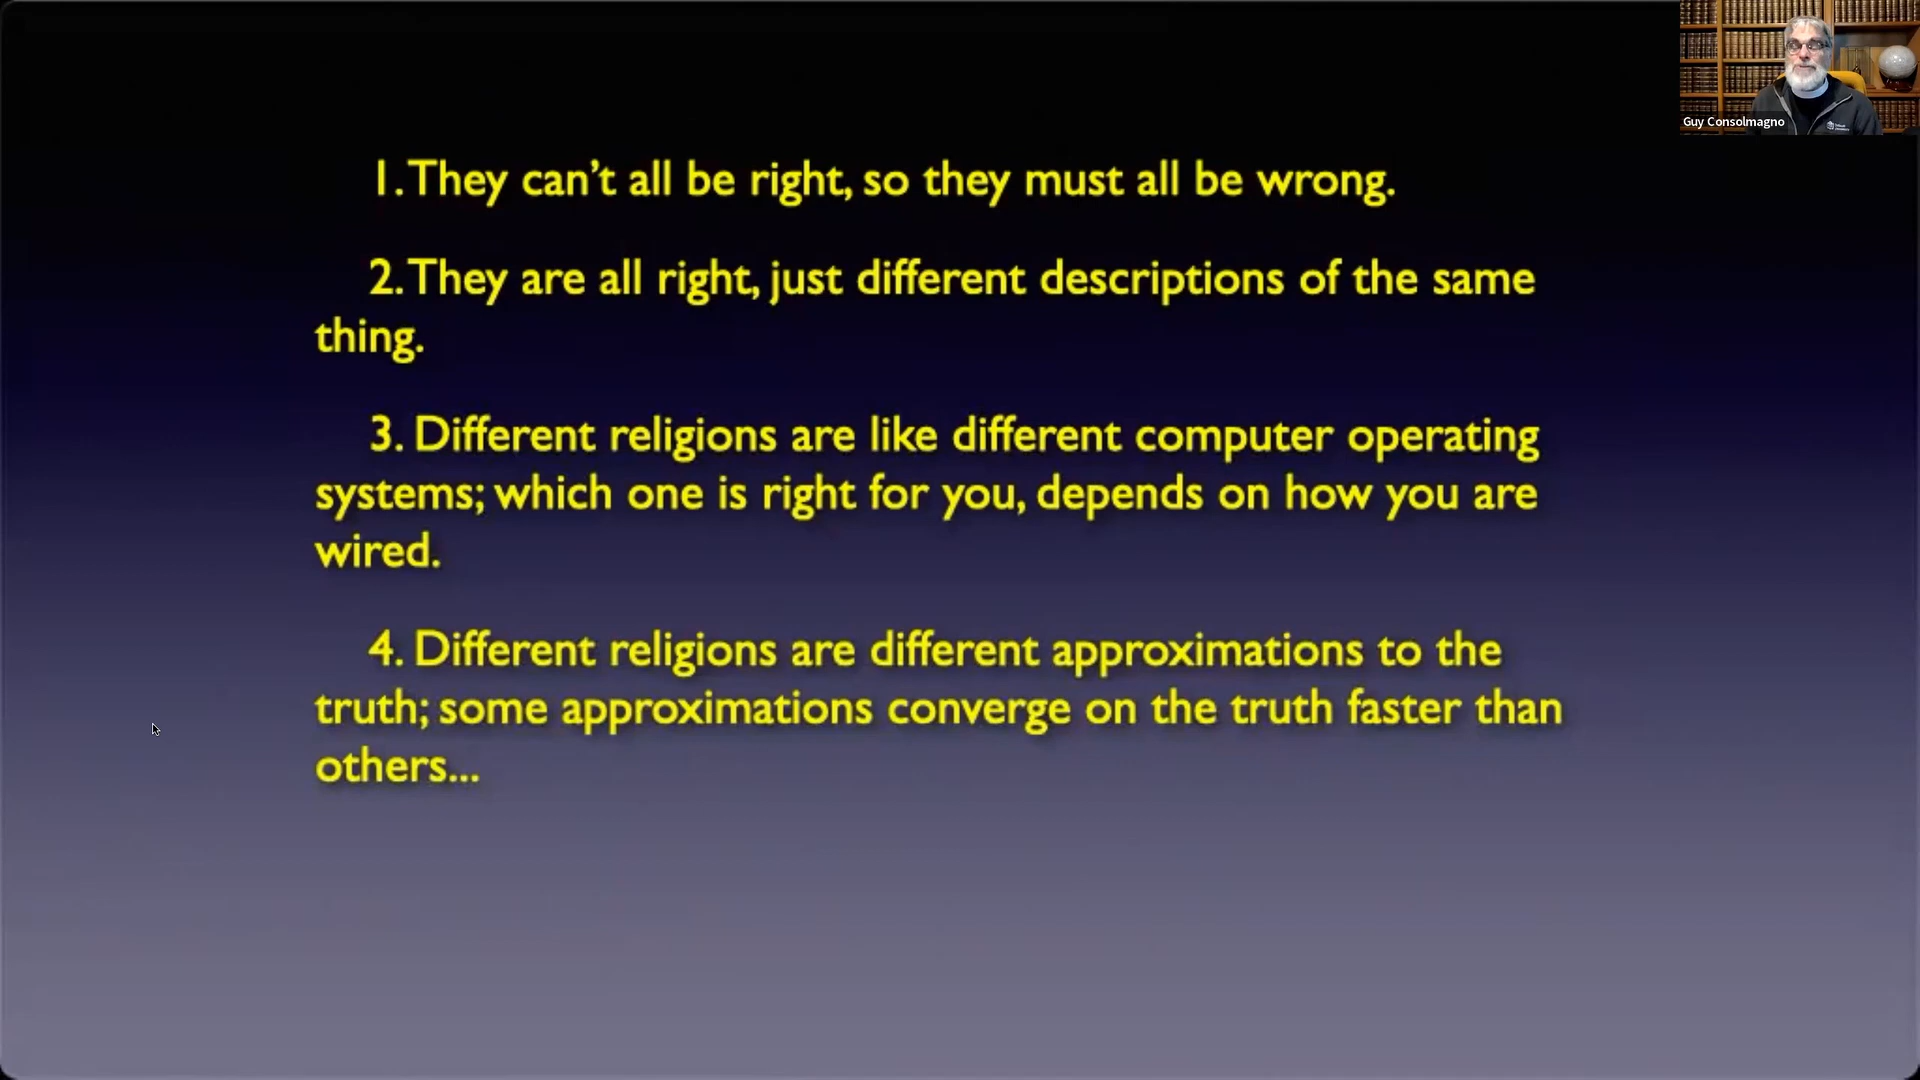 Guy Consolmagno
1. They can't all be right, so they must all be wrong.
2. They are all right, just different descriptions of the same
thing.
3. Different religions are like different computer operating
systems; which one is right for you, depends on how you are
wired.
4. Different religions are different approximations to the
truth; some approximations converge on the truth faster than
others...